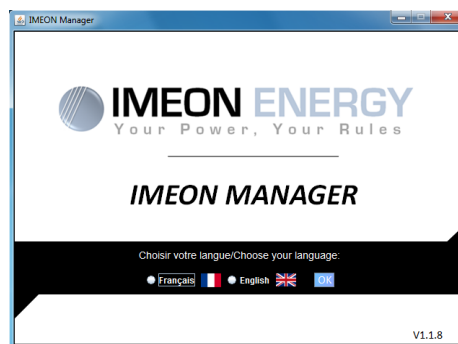 IMEON Manager
IMEON ENERGY
Your Power, Your Rules
IMEON MANAGER
Choisir votre langue/Choose your language:
Français English OK
V1.1.8